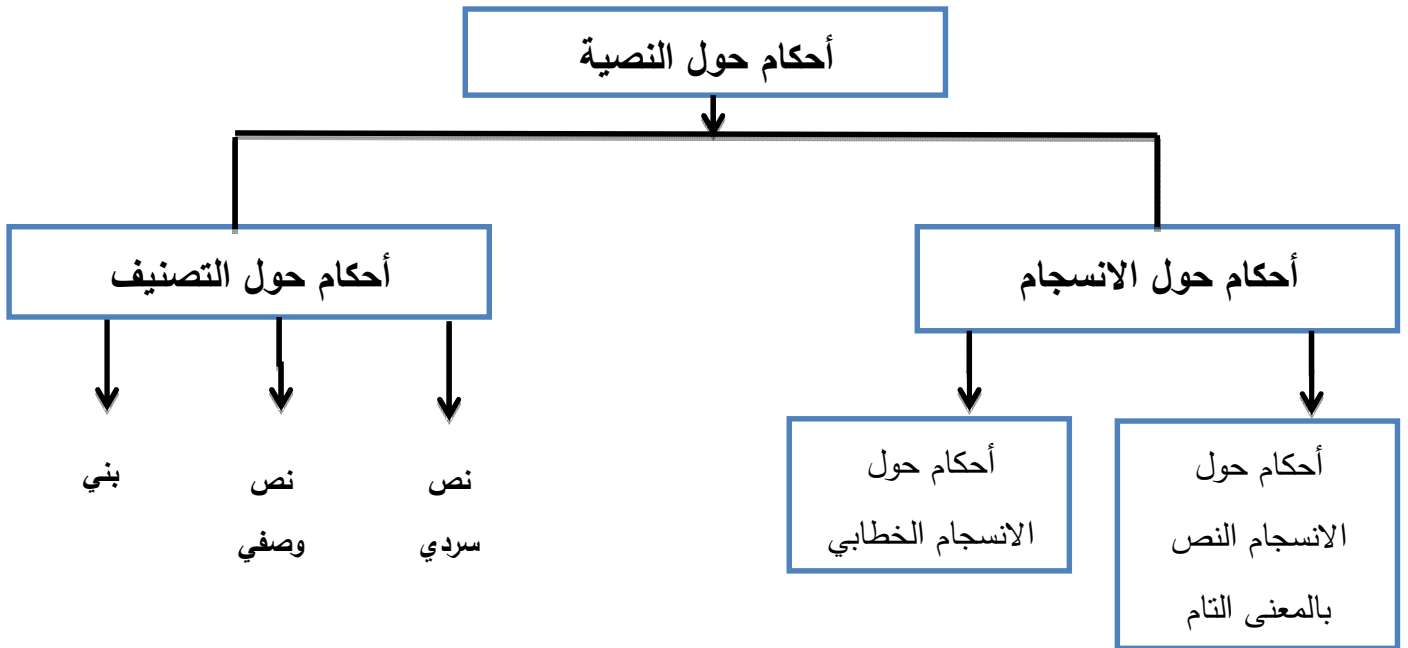 أحكام حول النصية
أحكام حول الانسجام
أحكام حول التصنيف
أحكام حول
الانسجام النص
بالمعنى التام
أحكام حول
الانسجام الخطابي
نص
سردي
نص
وصفي
بني